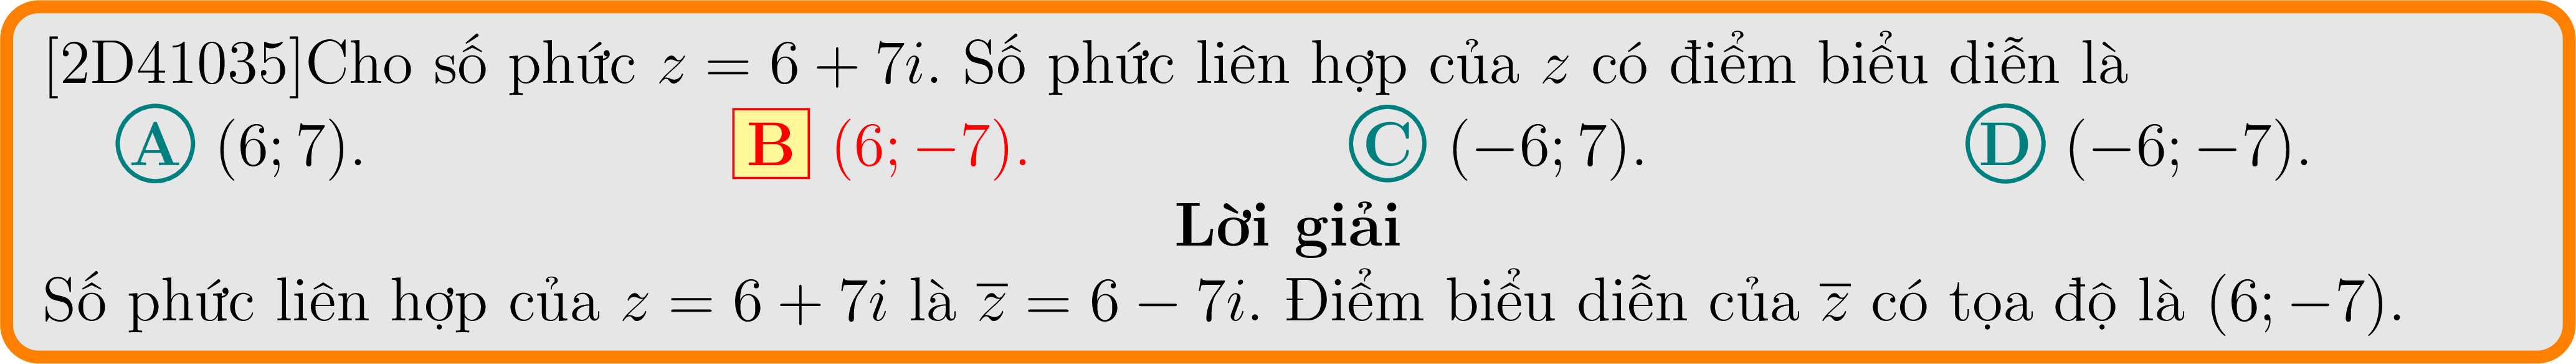 [2D41035]Cho số phức z = 6 + 7i. Số phức liên hợp của z có điểm biểu diễn là
A (6; 7). B (6; −7). C (−6; 7). D (−6; −7).
Lời giải
Số phức liên hợp của z = 6 + 7i là z̅ = 6 − 7i. Điểm biểu diễn của z̅ có tọa độ là (6; −7).